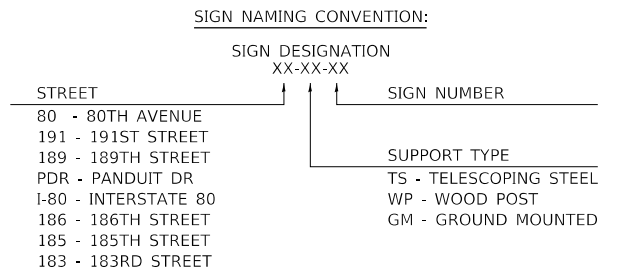 SIGN NAMING CONVENTION:
SIGN DESIGNATION
XX-XX-XX
STREET
80 - 80TH AVENUE
191 - 191ST STREET
189 - 189TH STREET
PDR - PANDUIT DR
I-80 - INTERSTATE 80
186 - 186TH STREET
185 - 185TH STREET
183 - 183RD STREET
SIGN NUMBER
SUPPORT TYPE
TS - TELESCOPING STEEL
WP - WOOD POST
GM - GROUND MOUNTED